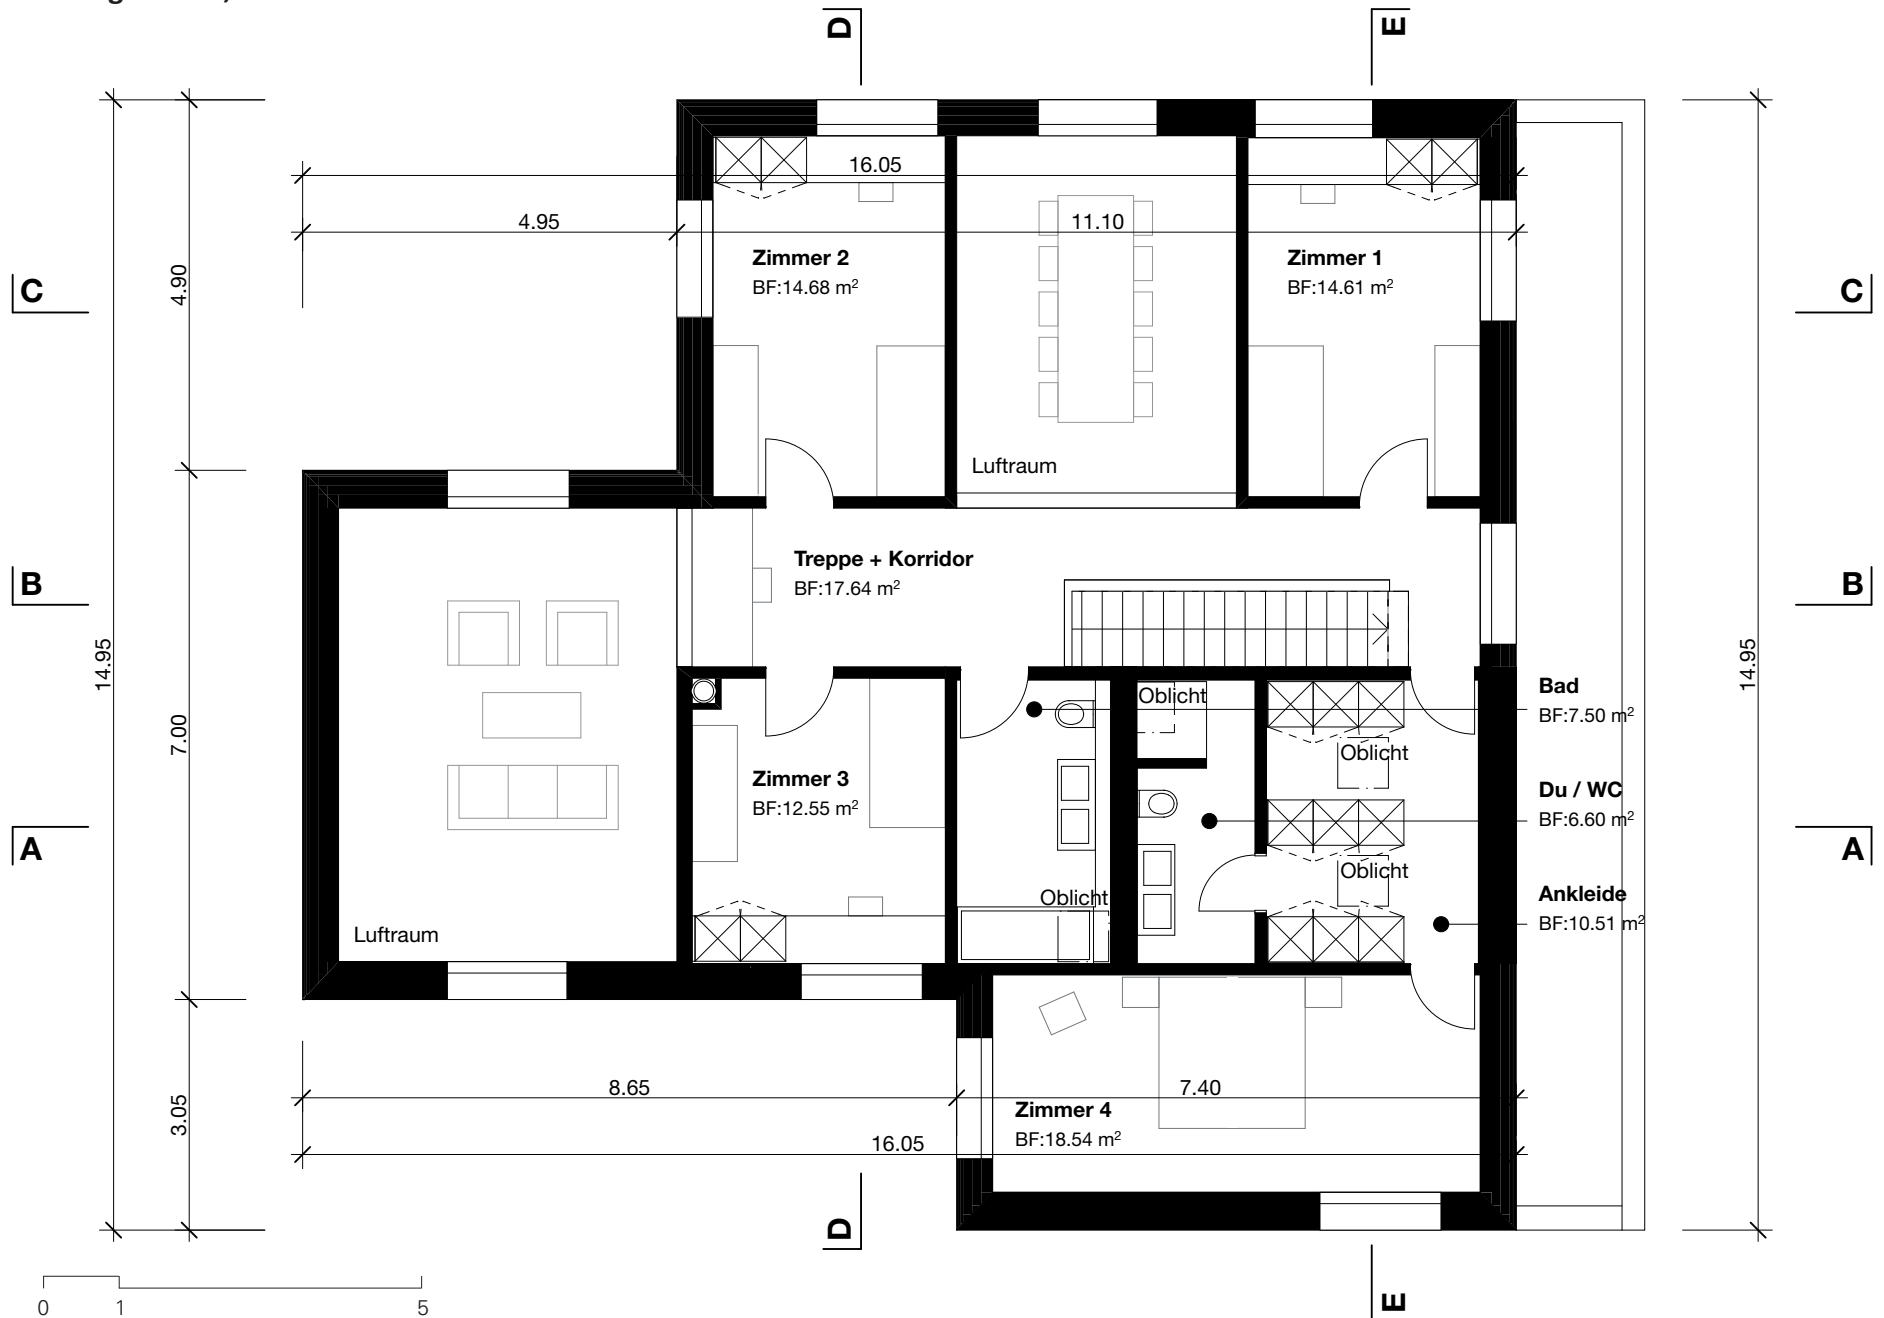 D
E
16.05
4.95
11.10
Zimmer 2
BF:14.68 m²
Zimmer 1
BF:14.61 m²
C
C
4.90
Luftraum
Treppe + Korridor
BF:17.64 m²
B
B
14.95
14.95
Bad
BF:7.50 m²
Oblicht
7.00
Oblicht
Zimmer 3
BF:12.55 m²
Du / WC
BF:6.60 m²
A
A
Oblicht
Oblicht
Ankleide
BF:10.51 m²
Luftraum
8.65
7.40
3.05
Zimmer 4
BF:18.54 m²
16.05
D
E
0 1 5